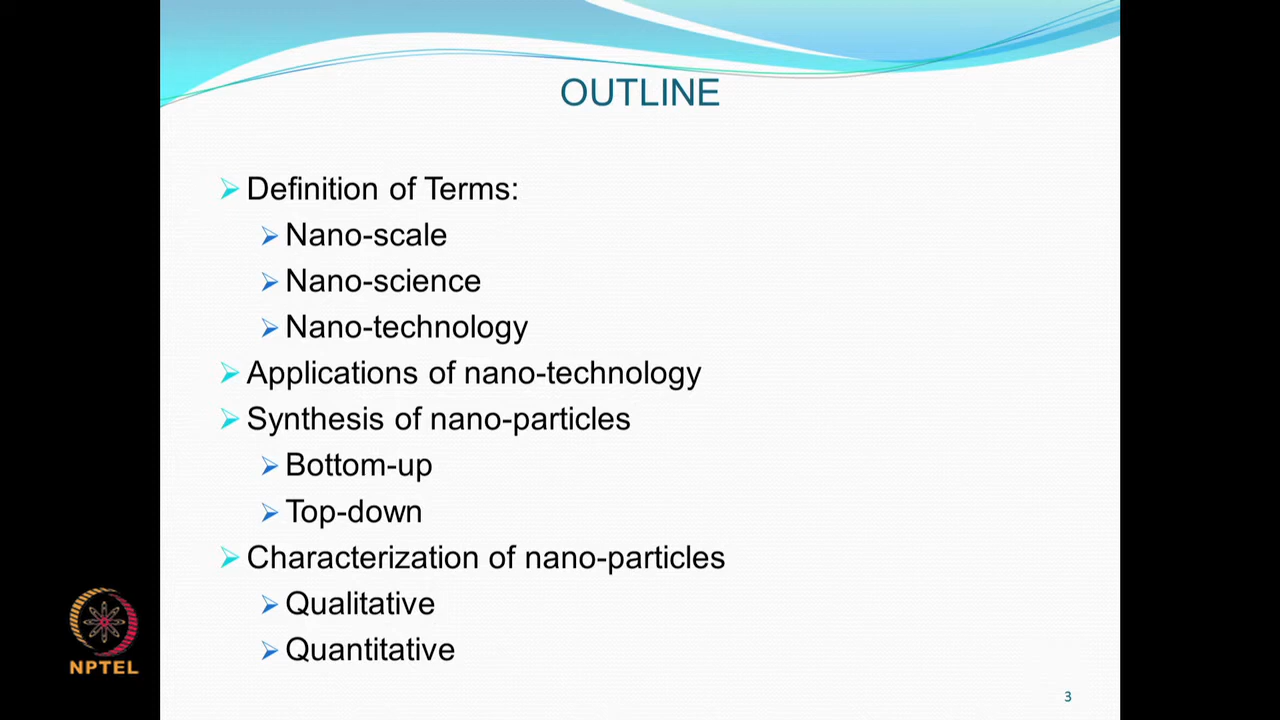 OUTLINE
Definition of Terms:
Nano-scale
Nano-science
Nano-technology
Applications of nano-technology
Synthesis of nano-particles
Bottom-up
Top-down
Characterization of nano-particles
Qualitative
Quantitative
NPTEL
3